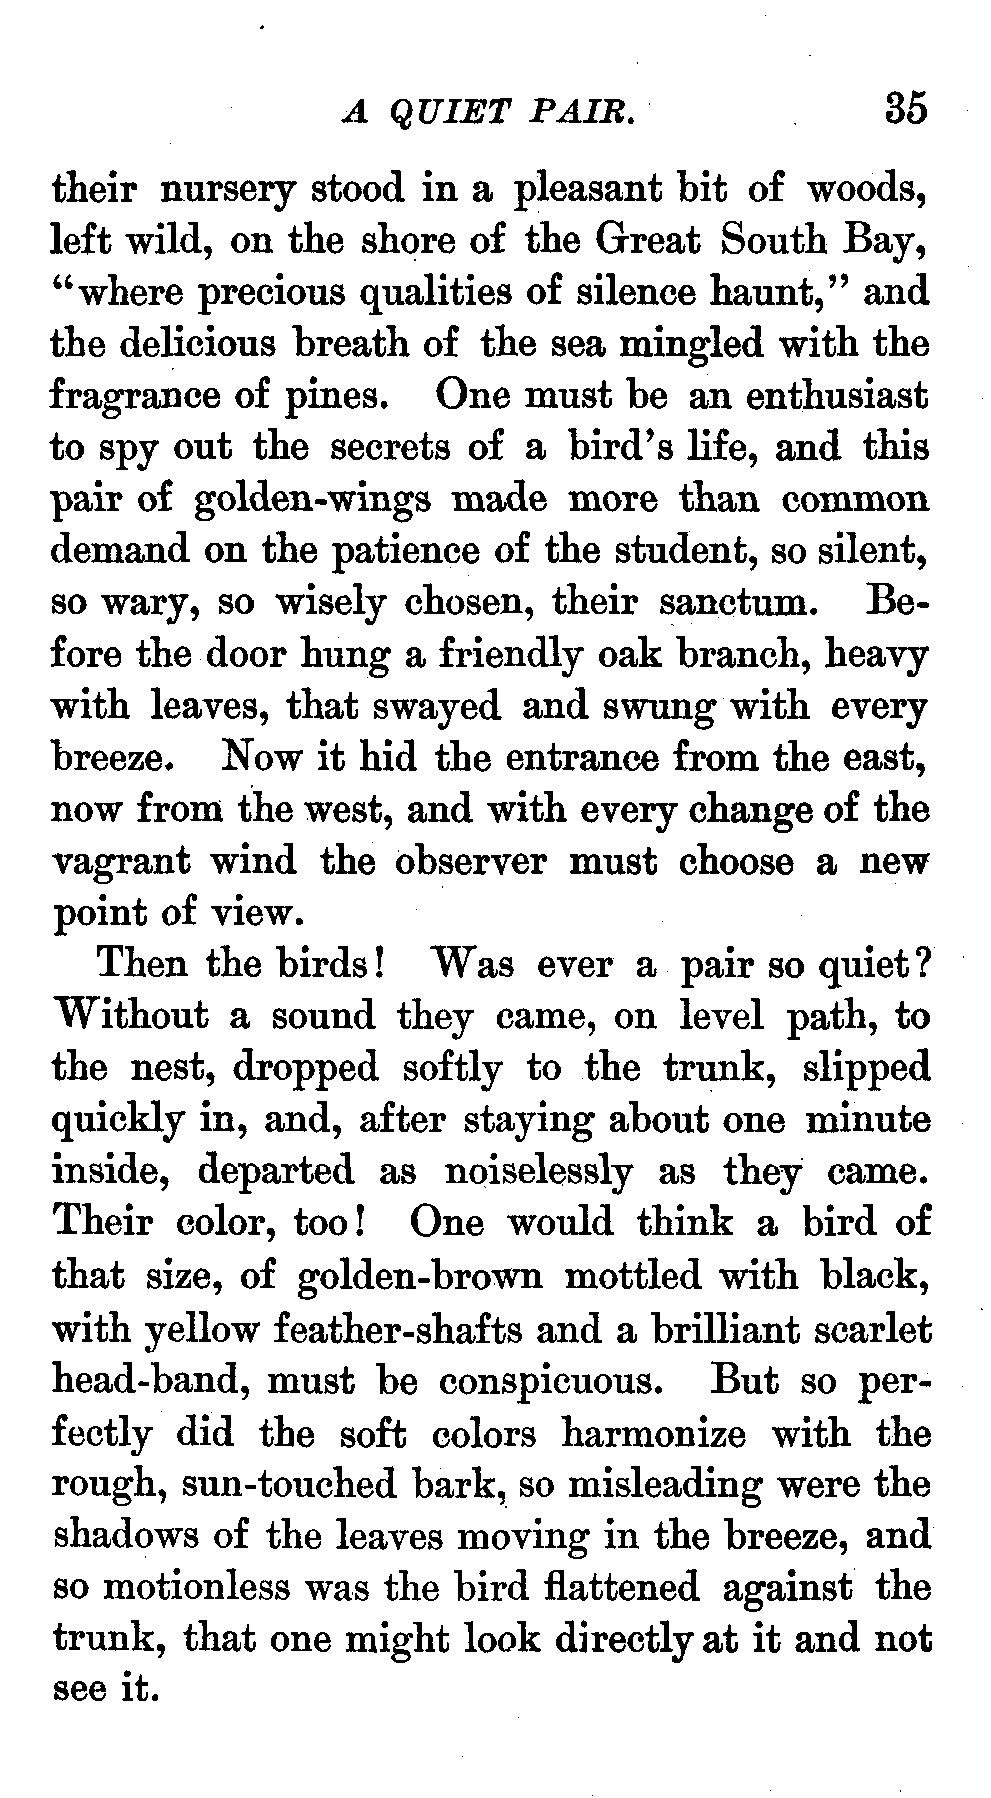 A QUIET PAIR. 35
their nursery stood in a pleasant bit of woods,
left wild, on the shore of the Great South Bay,
“where precious qualities of silence haunt,” and
the delicious breath of the sea mingled with the
fragrance of pines. One must be an enthusiast
to spy out the secrets of a bird’s life, and this
pair of golden-wings made more than common
demand on the patience of the student, so silent,
so wary, so wisely chosen, their sanctum. Be-
fore the door hung a friendly oak branch, heavy
with leaves, that swayed and swung with every
breeze. Now it hid the entrance from the east,
now from the west, and with every change of the
vagrant wind the observer must choose a new
point of view.
Then the birds! Was ever a pair so quiet?
Without a sound they came, on level path, to
the nest, dropped softly to the trunk, slipped
quickly in, and, after staying about one minute
inside, departed as noiselessly as they came.
Their color, too! One would think a bird of
that size, of golden-brown mottled with black,
with yellow feather-shafts and a brilliant scarlet
head-band, must be conspicuous. But so per-
fectly did the soft colors harmonize with the
rough, sun-touched bark, so misleading were the
shadows of the leaves moving in the breeze, and
so motionless was the bird flattened against the
trunk, that one might look directly at it and not
see it.